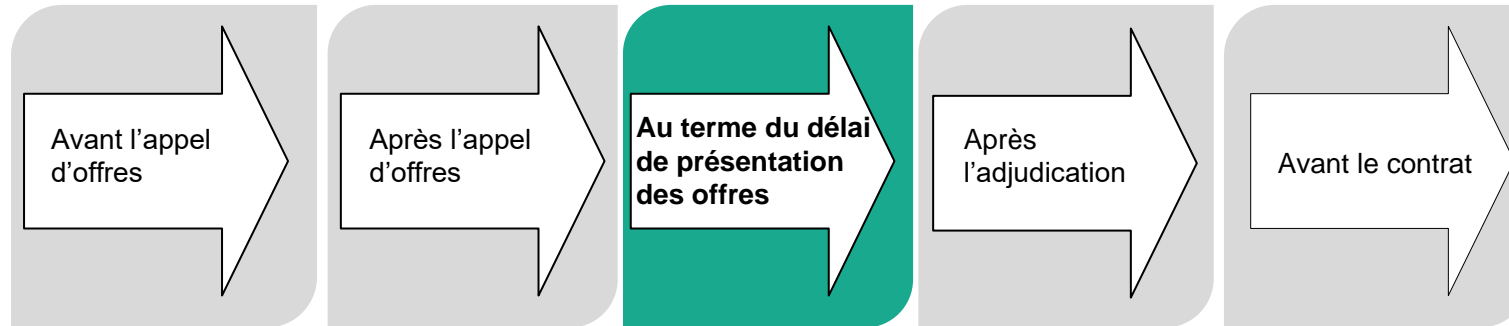 Avant l’appel
d’offres
Après l’appel
d’offres
Au terme du délai
de présentation
des offres
Après
l’adjudication
Avant le contrat